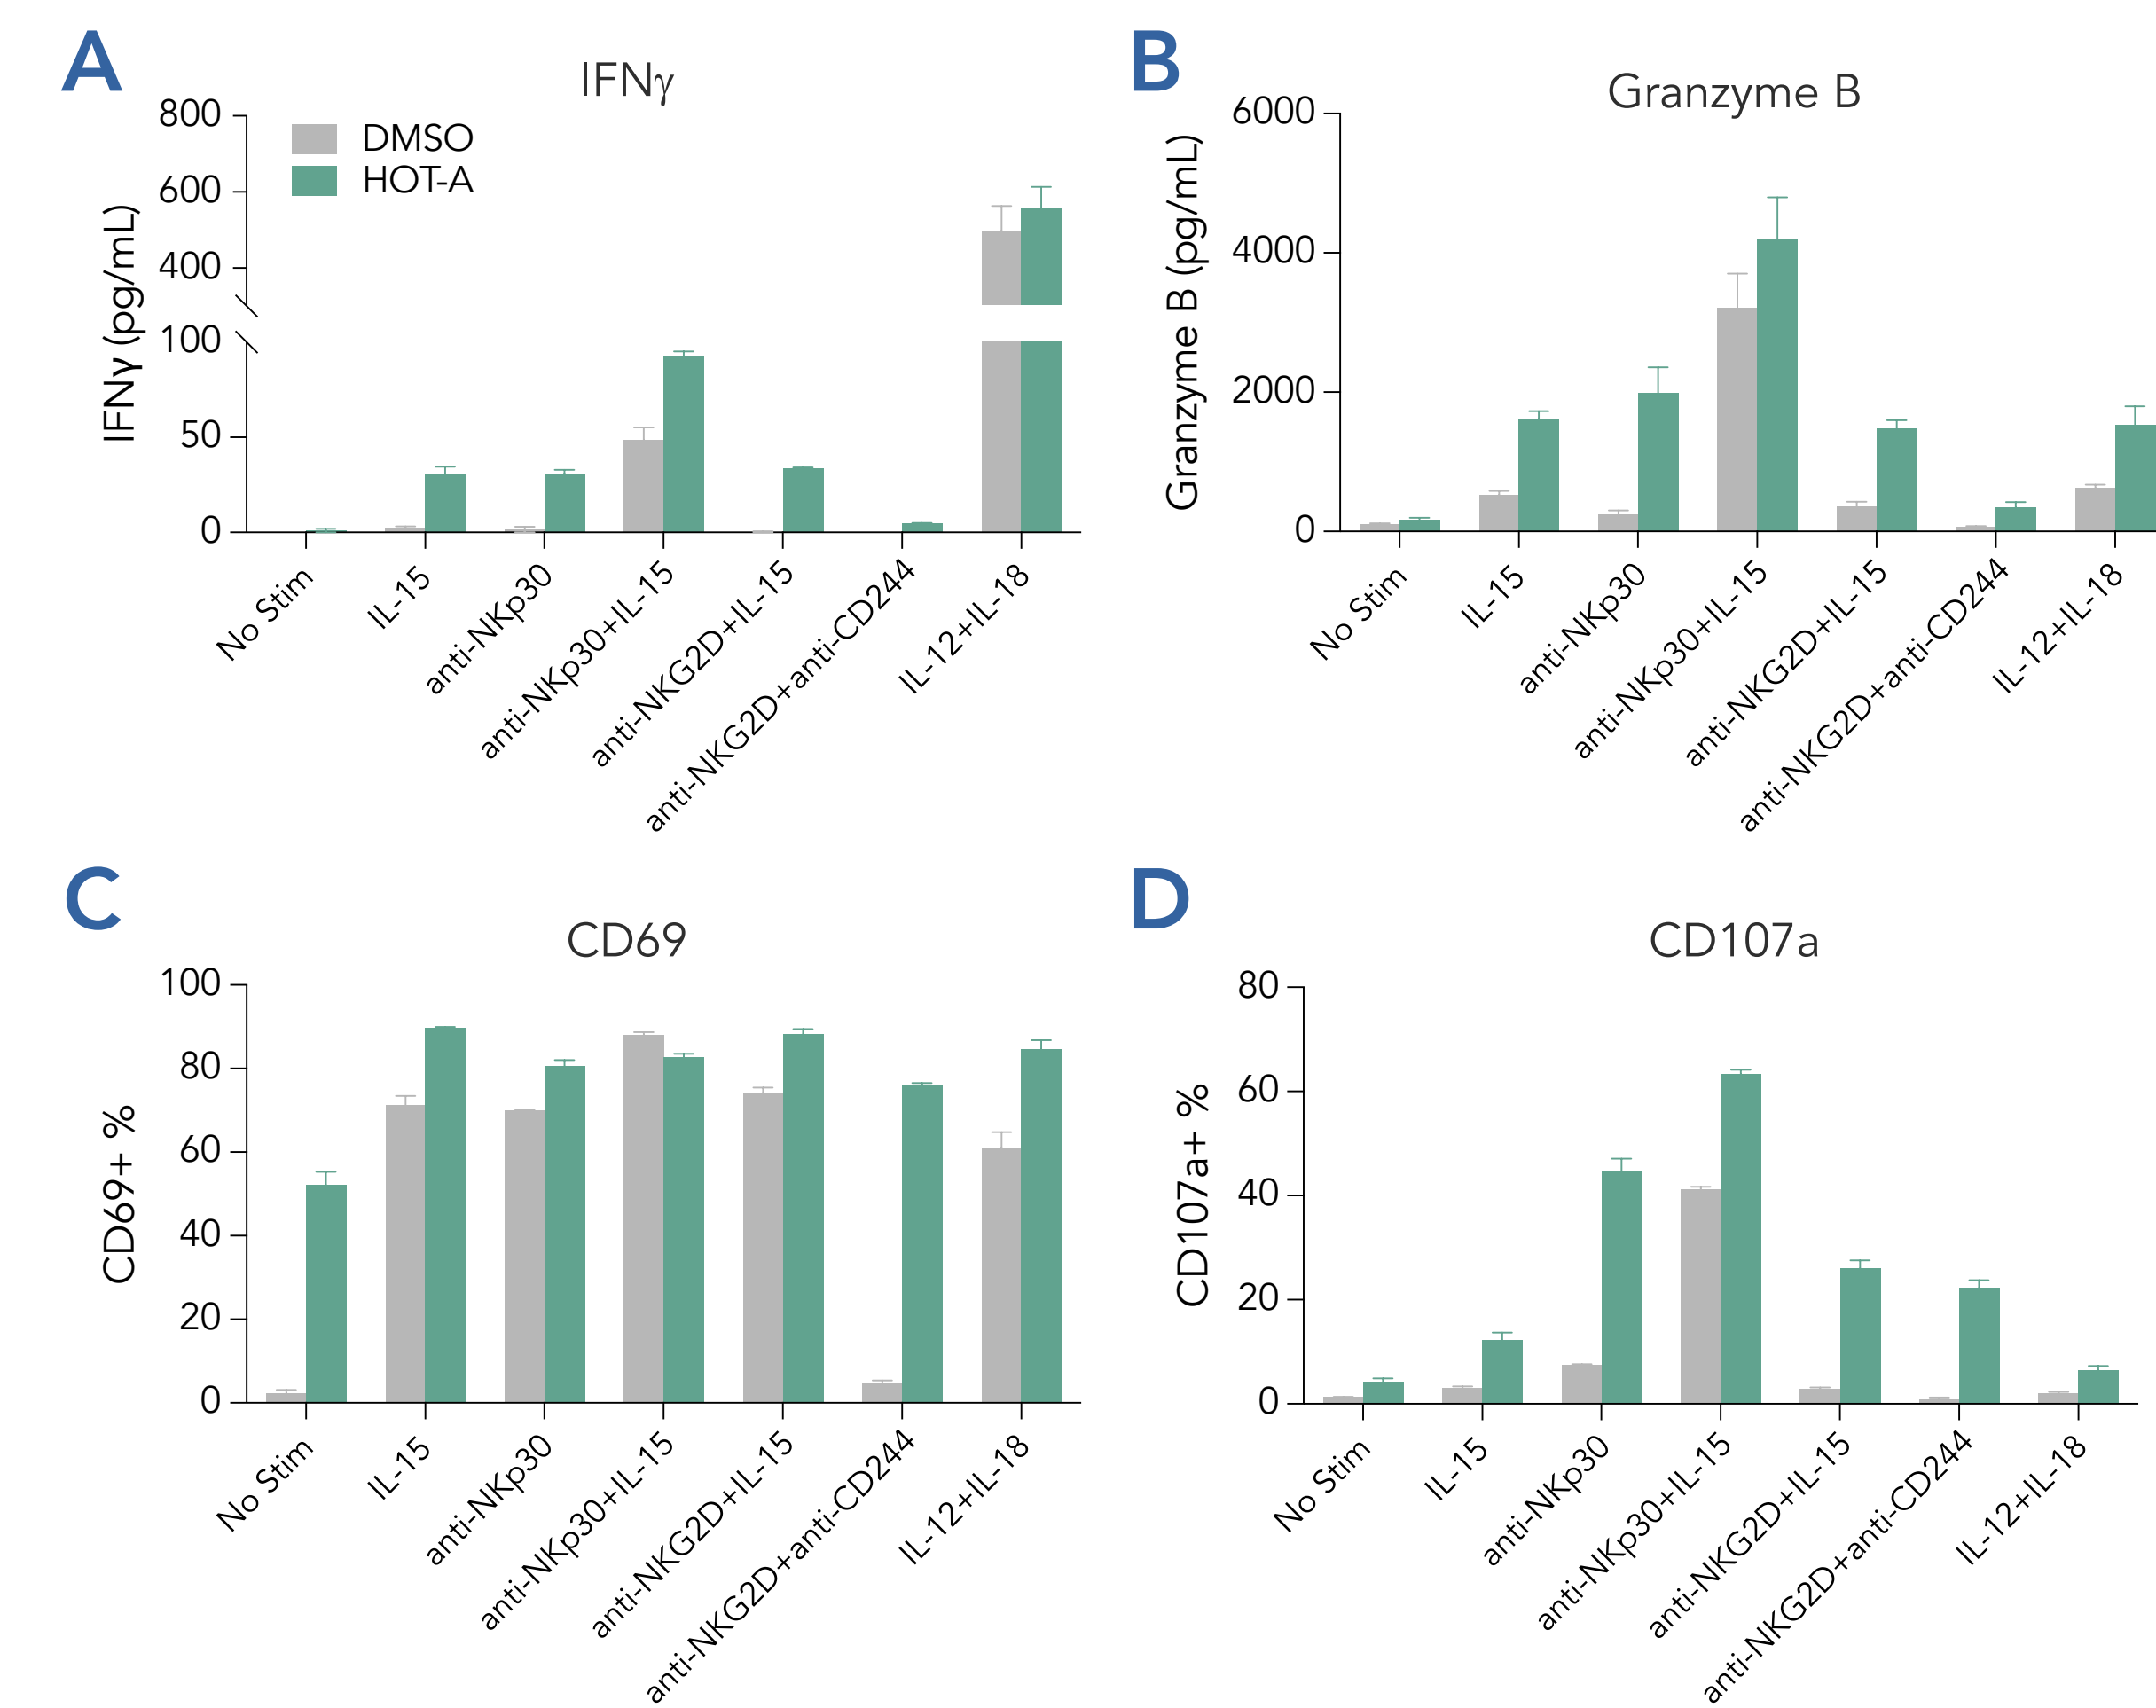 A
IFNγ
800
600
400
100
50
0
IFNγ (pg/mL)
DMSO
HOT-A
No Stim
IL-15
anti-NKp30
anti-NKp30+IL-15
anti-NKG2D+IL-15
anti-NKG2D+anti-CD244
IL-12+IL-18
B
Granzyme B
6000
4000
2000
0
Granzyme B (pg/mL)
No Stim
IL-15
anti-NKp30
anti-NKp30+IL-15
anti-NKG2D+IL-15
anti-NKG2D+anti-CD244
IL-12+IL-18
C
CD69
100
80
60
40
20
0
CD69+ %
No Stim
IL-15
anti-NKp30
anti-NKp30+IL-15
anti-NKG2D+IL-15
anti-NKG2D+anti-CD244
IL-12+IL-18
D
CD107a
80
60
40
20
0
CD107a+ %
No Stim
IL-15
anti-NKp30
anti-NKp30+IL-15
anti-NKG2D+IL-15
anti-NKG2D+anti-CD244
IL-12+IL-18